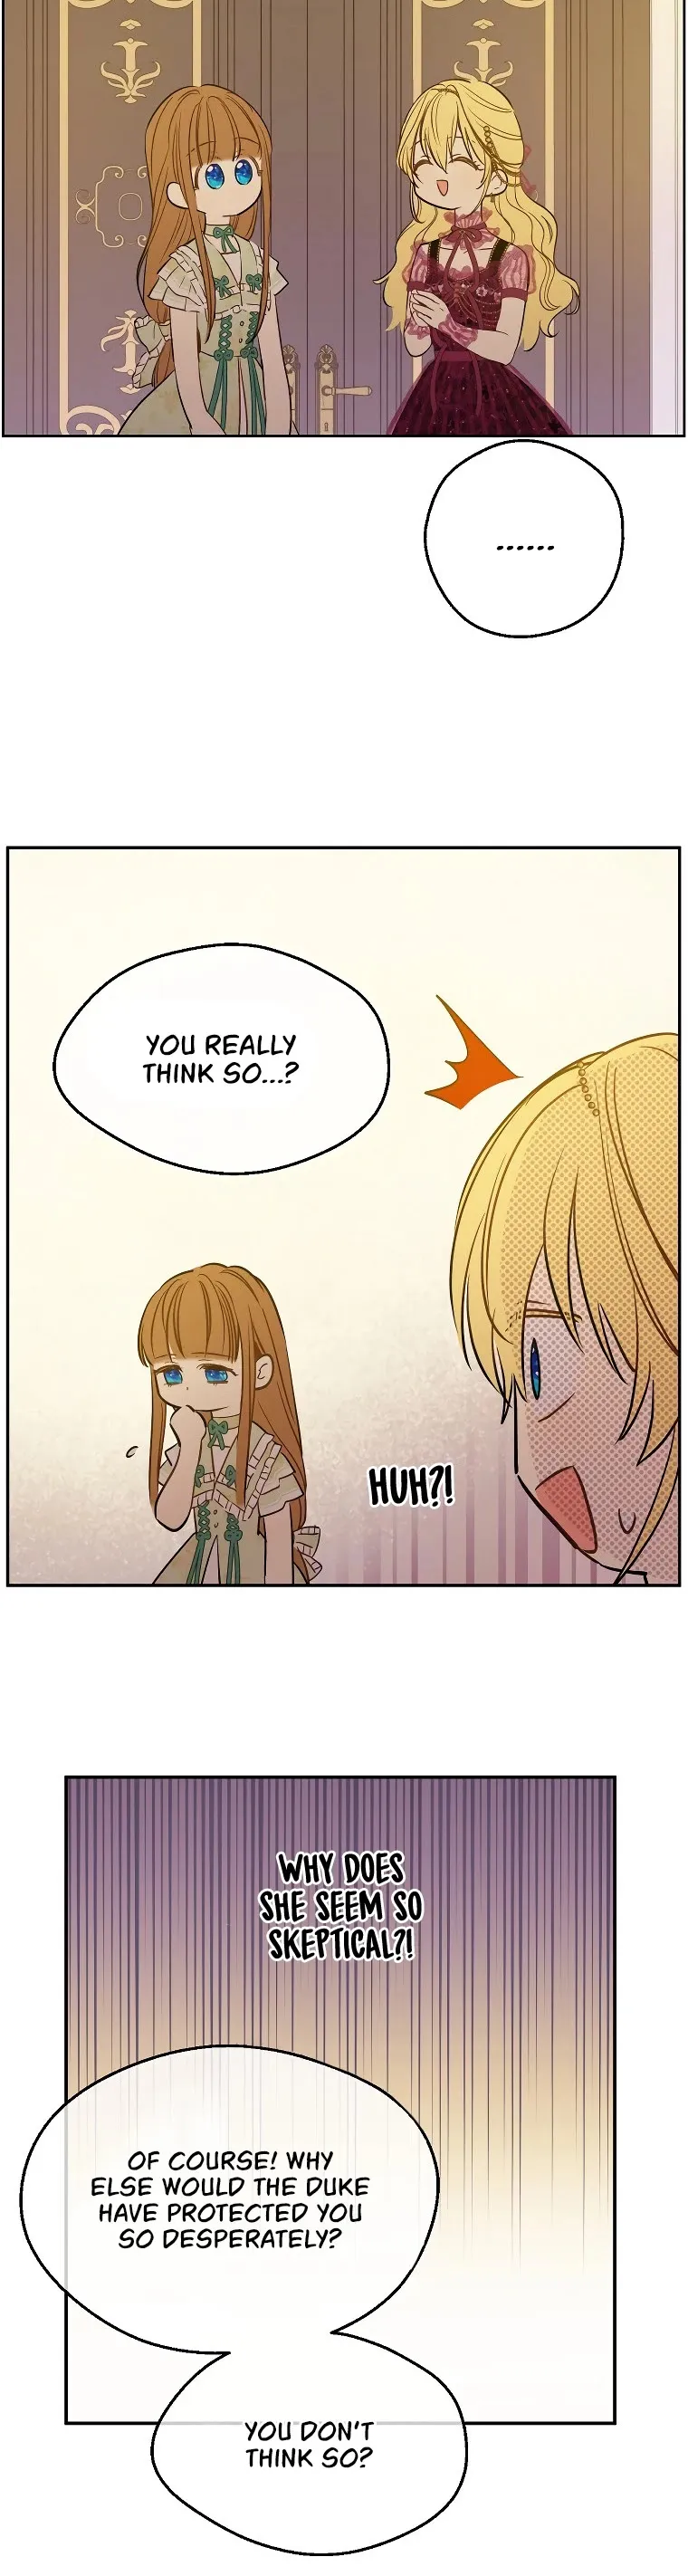 ......
YOU REALLY
THINK SO...?
HUH?!
WHY DOES
SHE SEEM SO
SKEPTICAL?!
OF COURSE! WHY
ELSE WOULD THE DUKE
HAVE PROTECTED YOU
SO DESPERATELY?
YOU DON'T
THINK SO?